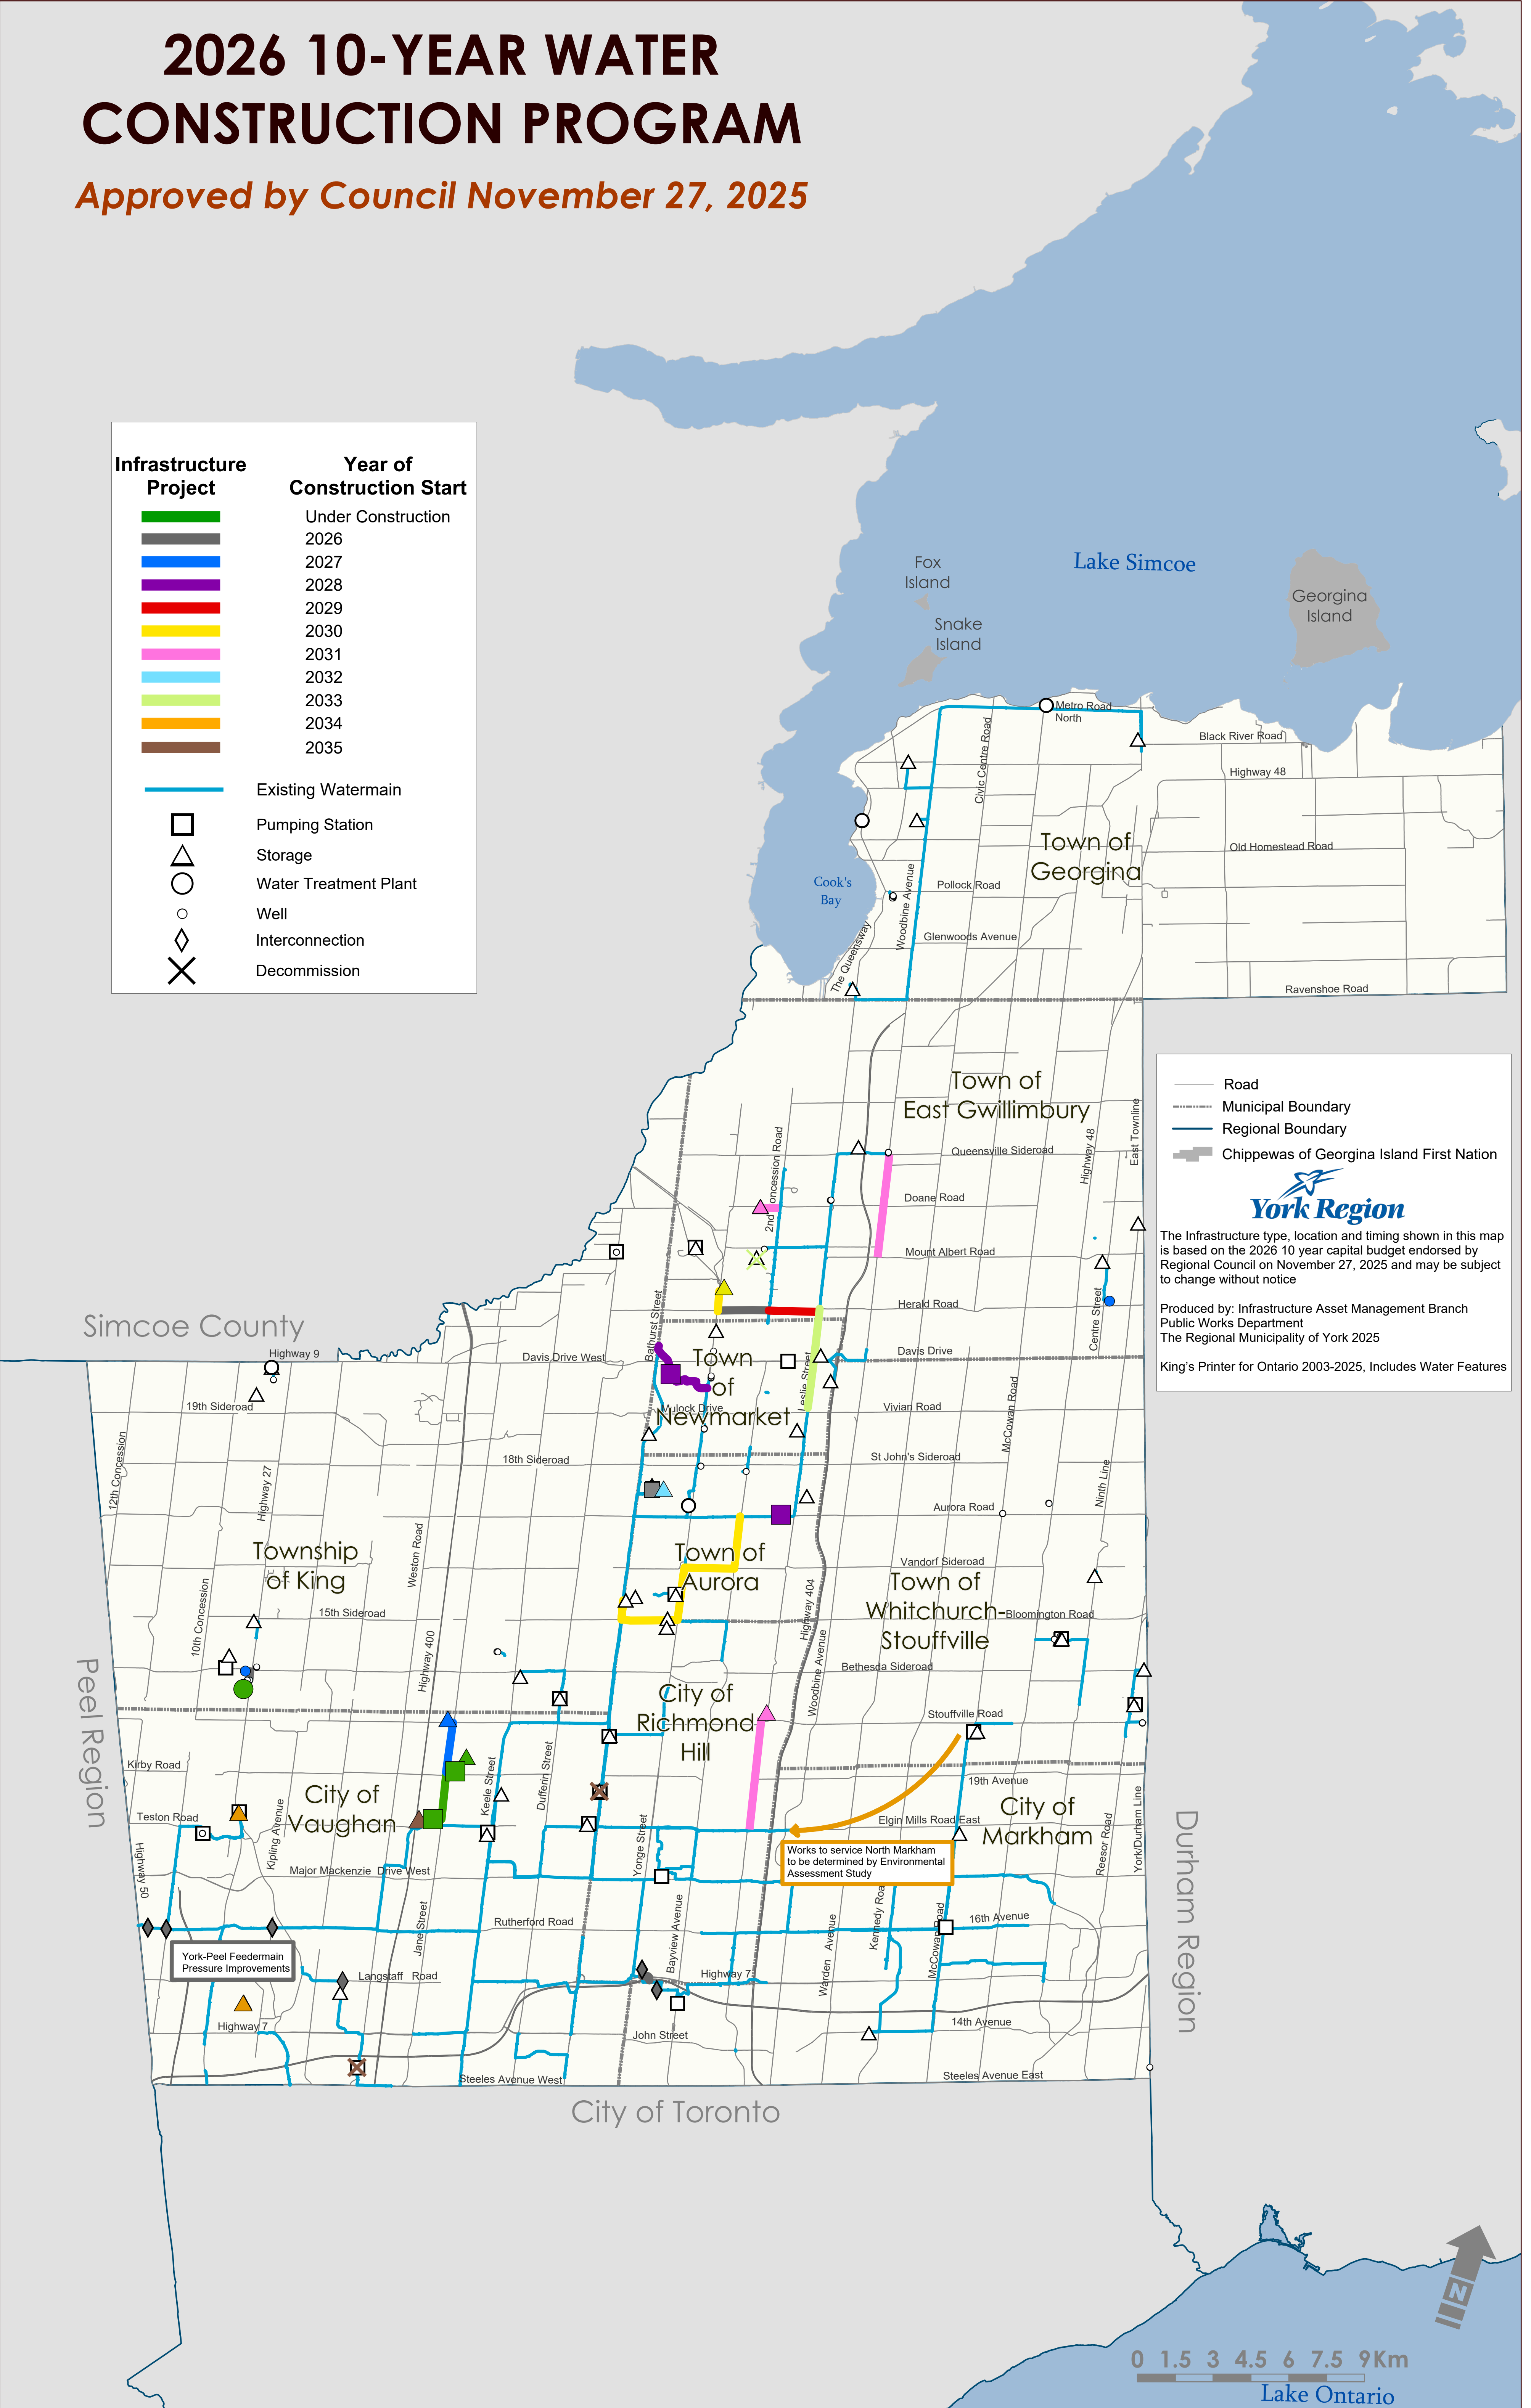 2026 10-YEAR WATER
CONSTRUCTION PROGRAM
Approved by Council November 27, 2025
Infrastructure
Project
Year of
Construction Start
Under Construction
2026
2027
2028
2029
2030
2031
2032
2033
2034
2035
Existing Watermain
Pumping Station
Storage
Water Treatment Plant
Well
Interconnection
Decommission
Fox
Island
Lake Simcoe
Georgina
Island
Snake
Island
Metro Road
North
Black River Road
Civic Centre Road
Highway 48
Town of
Georgina
Old Homestead Road
Cook's
Bay
Pollock Road
Woodbine Avenue
Glenwoods Avenue
The Queensway
Ravenshoe Road
Town of
East Gwillimbury
Queensville Sideroad
2nd Concession Road
Highway 48
East Townline
Doane Road
Mount Albert Road
Herald Road
Centre Street
Bathurst Street
Road
Municipal Boundary
Regional Boundary
Chippewas of Georgina Island First Nation
York Region
The Infrastructure type, location and timing shown in this map
is based on the 2026 10 year capital budget endorsed by
Regional Council on November 27, 2025 and may be subject
to change without notice
Produced by: Infrastructure Asset Management Branch
Public Works Department
The Regional Municipality of York 2025
King's Printer for Ontario 2003-2025, Includes Water Features
Simcoe County
Highway 9
Davis Drive West
Town
of
Newmarket
Davis Drive
Leslie Street
19th Sideroad
Mulock Drive
Vivian Road
McCowan Road
12th Concession
Highway 27
18th Sideroad
St John's Sideroad
Ninth Line
Aurora Road
Weston Road
Township
of King
Town of
Aurora
Vandorf Sideroad
Town of
Whitchurch-
Stouffville
10th Concession
15th Sideroad
Highway 404
Bloomington Road
Highway 400
Bethesda Sideroad
Woodbine Avenue
Peel Region
City of
Richmond
Hill
Stouffville Road
Kirby Road
Keele Street
Dufferin Street
19th Avenue
City of
Vaughan
City of
Markham
Teston Road
Kipling Avenue
Elgin Mills Road East
Yonge Street
Reesor Road
York/Durham Line
Durham Region
Works to service North Markham
to be determined by Environmental
Assessment Study
Highway 50
Major Mackenzie Drive West
Jane Street
Rutherford Road
Bayview Avenue
Warden Avenue
Kennedy Road
McCowan Road
16th Avenue
York-Peel Feedermain
Pressure Improvements
Langstaff Road
Highway 7
Highway 7
John Street
14th Avenue
Steeles Avenue West
Steeles Avenue East
City of Toronto
N
0 1.5 3 4.5 6 7.5 9 Km
Lake Ontario